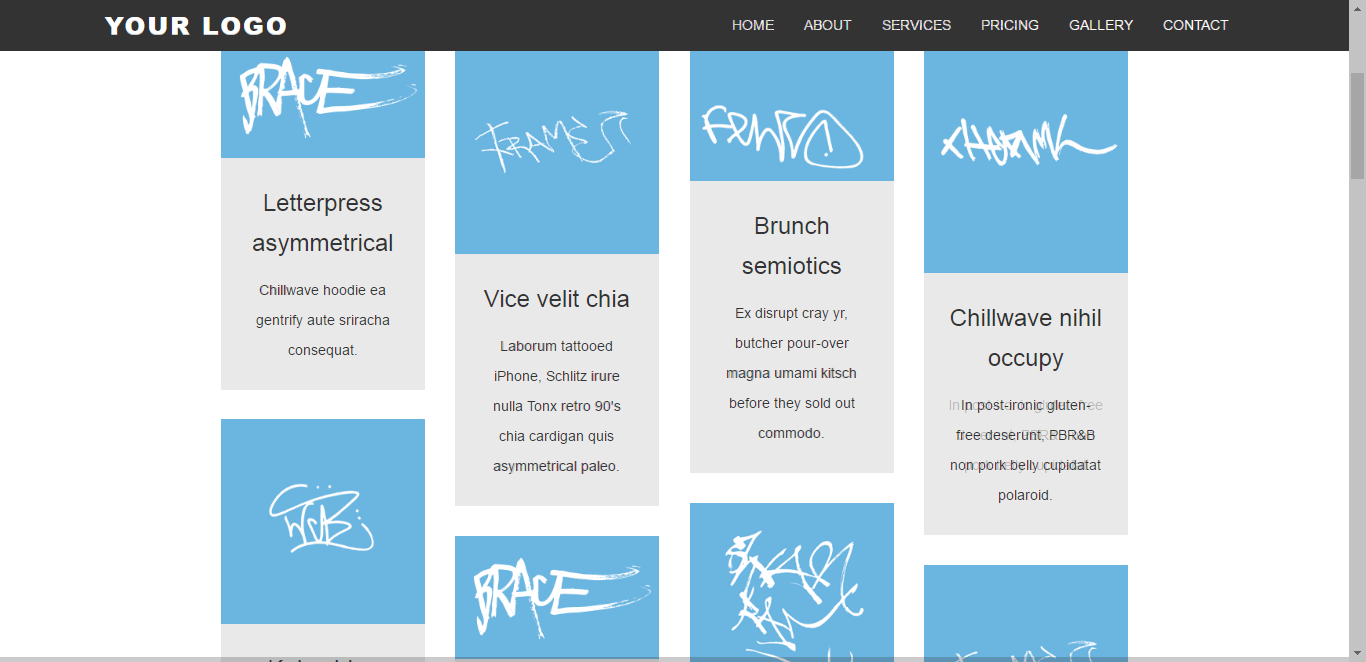 YOUR LOGO
HOME ABOUT SERVICES PRICING GALLERY CONTACT
BRACE
Letterpress
asymmetrical
Chillwave hoodie ea
gentrify aute sriracha
consequat.
FRAMES
Vice velit chia
Laborum tattooed
iPhone, Schlitz irure
nulla Tonx retro 90's
chia cardigan quis
asymmetrical paleo.
BRACE
Brunch
semiotics
Ex disrupt cray yr,
butcher pour-over
magna umami kitsch
before they sold out
commodo.
Chillwave nihil
occupy
In post-ironic gluten-
free deserunt, PBR&B
non pork belly cupidatat
polaroid.